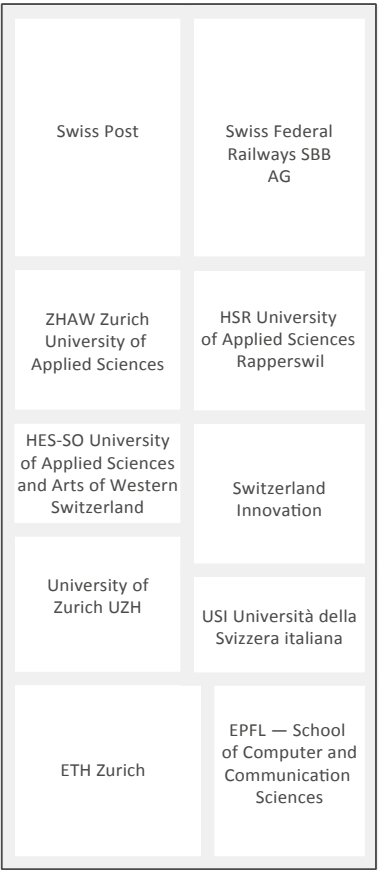 Swiss Post
Swiss Federal
Railways SBB
AG
ZHAW Zurich
University of
Applied Sciences
HSR University
of Applied Sciences
Rapperswil
HES-SO University
of Applied Sciences
and Arts of Western
Switzerland
Switzerland
Innovation
University of
Zurich UZH
USI Università della
Svizzera italiana
ETH Zurich
EPFL — School
of Computer and
Communication
Sciences